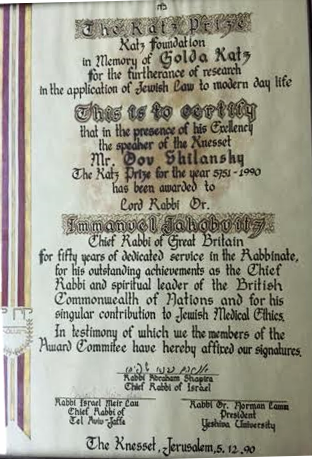 The Katz Prize
Katz Foundation
in Memory of Golda Katz
for the furtherance of research
in the application of Jewish Law to modern day life
This is to certify
that in the presence of his Exellency
the speaker of the Knesset
Mr. Dov Shilansky
The Katz Prize for the year 5751-1990
has been awarded to
Lord Rabbi Dr.
Immanuel Jakobvitz
Chief Rabbi of Great Britain
for fifty years of dedicated service in the Rabbinate,
for his outstanding achievements as the Chief
Rabbi and spiritual leader of the British
Commonwealth of Nations and for his
singular contribution to Jewish Medical Ethics.
In testimony of which we the members of the
Award Committee have hereby affixed our signatures.
Rabbi Abraham Shapira
Chief Rabbi of Israel
Rabbi Israel Meir Lau
Chief Rabbi of
Tel Aviv-Jaffa
Rabbi Dr. Norman Lamm
President
Yeshiva University
The Knesset, Jerusalem, 5. 12. 90